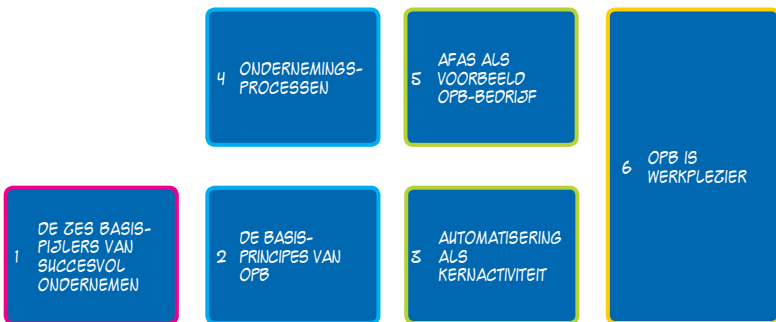 4 ONDERNEMINGS-
PROCESSEN
5 AFAS ALS
VOORBEELD
OPB-BEDRIJF
6 OPB IS
WERKPLEZIER
1 DE ZES BASIS-
PIJLERS VAN
SUCCESVOL
ONDERNEMEN
2 DE BASIS-
PRINCIPES VAN
OPB
3 AUTOMATISERING
ALS
KERNACTIVITEIT